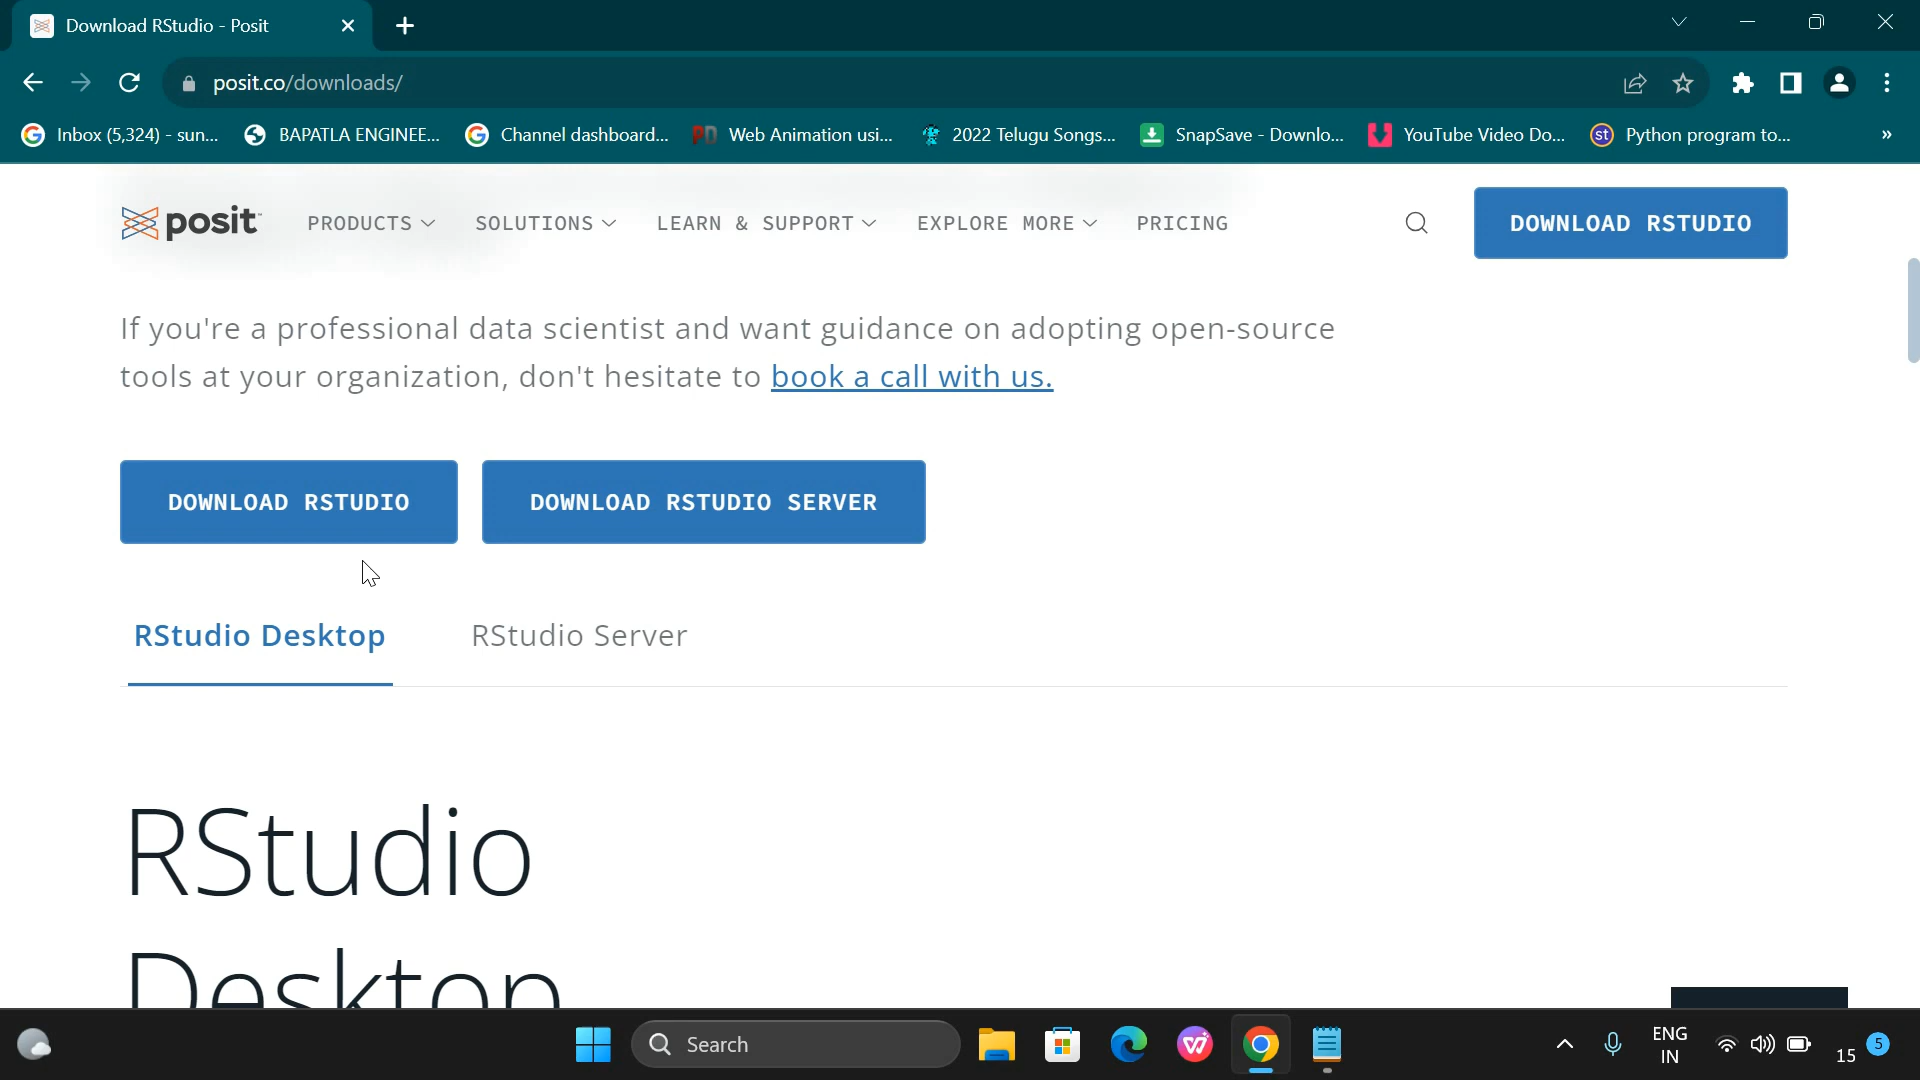 Download RStudio - Posit
posit.co/downloads/
Inbox (5,324) - sun... BAPATLA ENGINEE... Channel dashboard... PD Web Animation usi... 2022 Telugu Songs... SnapSave - Downlo... YouTube Video Do... st Python program to... »
posit PRODUCTS SOLUTIONS LEARN & SUPPORT EXPLORE MORE PRICING DOWNLOAD RSTUDIO
If you're a professional data scientist and want guidance on adopting open-source
tools at your organization, don't hesitate to book a call with us.
DOWNLOAD RSTUDIO DOWNLOAD RSTUDIO SERVER
RStudio Desktop RStudio Server
RStudio
Desktop
Search
ENG
IN
15 5